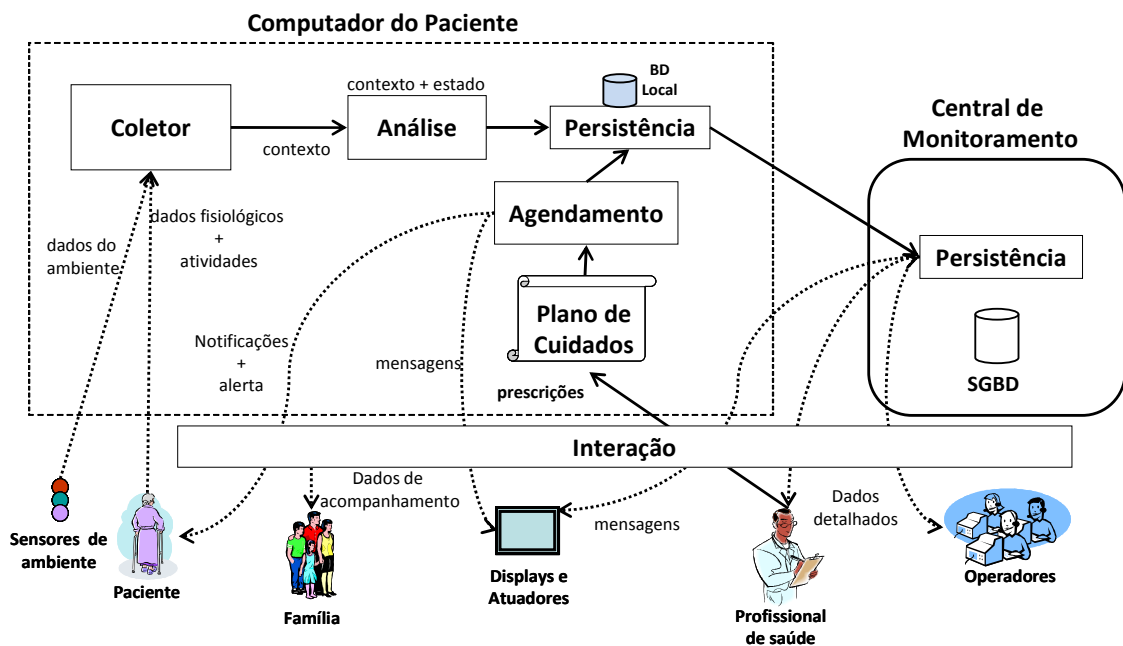 Computador do Paciente
BD
Local
contexto + estado
Coletor
Análise
Persistência
contexto
Central de
Monitoramento
dados fisiológicos
+
atividades
dados do
ambiente
Agendamento
Persistência
Plano de
Cuidados
Notificações
+
alerta
mensagens
prescrições
SGBD
Interação
Dados de
acompanhamento
mensagens
Dados
detalhados
Sensores de
ambiente
Paciente
Família
Displays e
Atuadores
Profissional
de saúde
Operadores